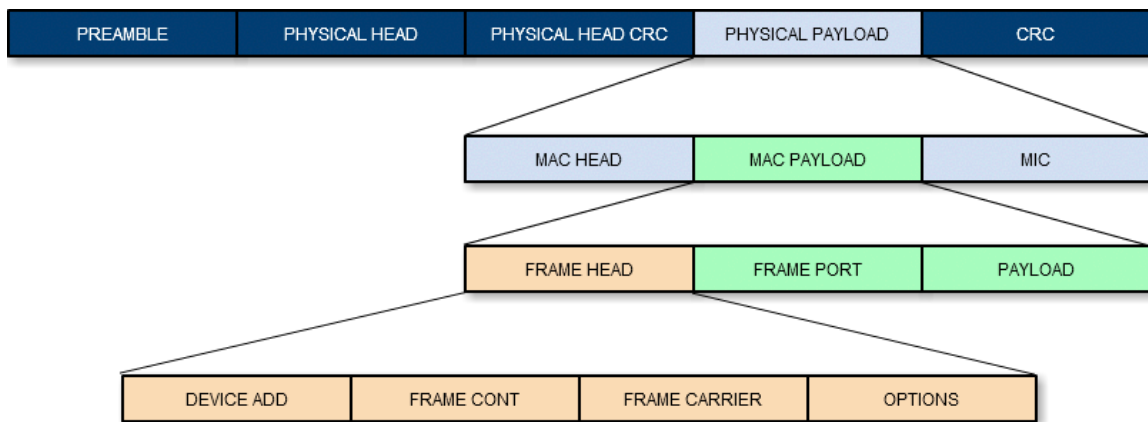 PREAMBLE PHYSICAL HEAD PHYSICAL HEAD CRC PHYSICAL PAYLOAD CRC
MAC HEAD MAC PAYLOAD MIC
FRAME HEAD FRAME PORT PAYLOAD
DEVICE ADD FRAME CONT FRAME CARRIER OPTIONS